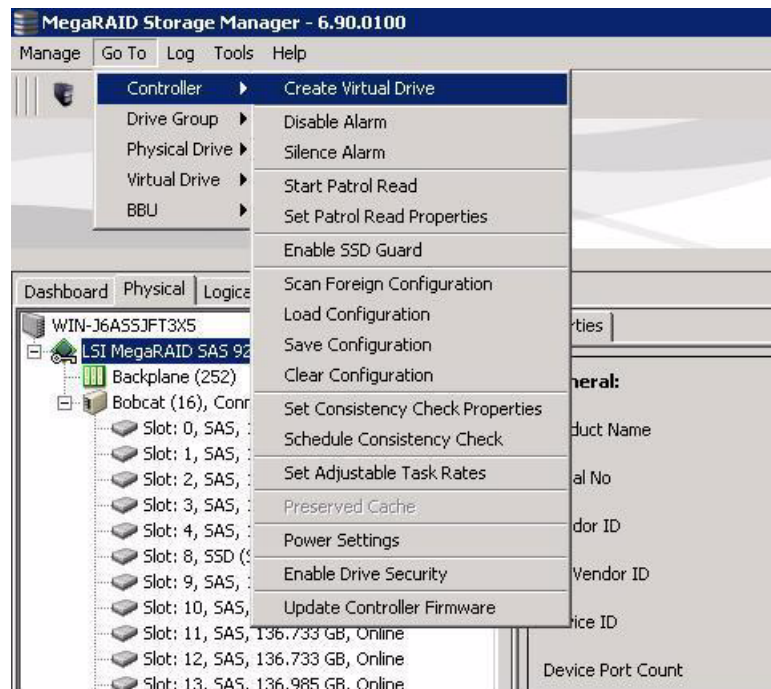 MegaRAID Storage Manager - 6.90.0100
Manage Go To Log Tools Help
Controller
Drive Group
Physical Drive
Virtual Drive
BBU
Create Virtual Drive
Disable Alarm
Silence Alarm
Start Patrol Read
Set Patrol Read Properties
Enable SSD Guard
Scan Foreign Configuration
Load Configuration
Save Configuration
Clear Configuration
Set Consistency Check Properties
Schedule Consistency Check
Set Adjustable Task Rates
Preserved Cache
Power Settings
Enable Drive Security
Update Controller Firmware
Dashboard Physical Logica
WIN-J6ASSJFT3X5
LSI MegaRAID SAS 92
Backplane (252)
Bobcat (16), Conn
Slot: 0, SAS,
Slot: 1, SAS,
Slot: 2, SAS,
Slot: 3, SAS,
Slot: 4, SAS,
Slot: 8, SSD (
Slot: 9, SAS,
Slot: 10, SAS,
Slot: 11, SAS, 136.733 GB, Online
Slot: 12, SAS, 136.733 GB, Online
Slot: 13, SAS, 136.985 GB, Online
rties
neral:
duct Name
al No
dor ID
Vendor ID
ice ID
Device Port Count